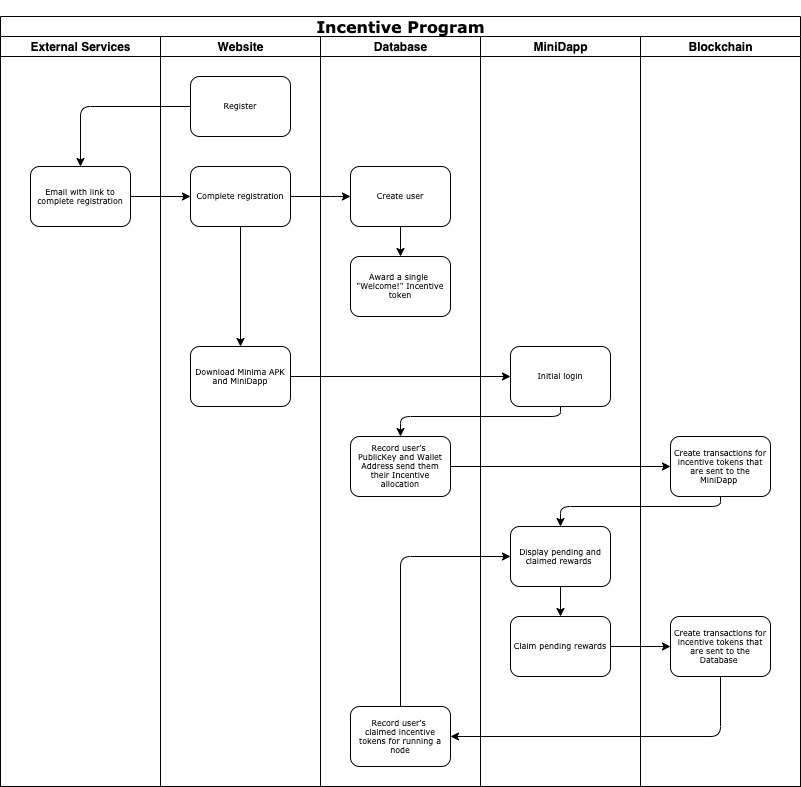 Incentive Program
External Services
Website
Database
MiniDapp
Blockchain
Register
Email with link to
complete registration
Complete registration
Create user
Award a single
"Welcome!" Incentive
token
Download Minima APK
and MiniDapp
Initial login
Record user's
PublicKey and Wallet
Address send them
their Incentive
allocation
Create transactions for
incentive tokens that
are sent to the
MiniDapp
Display pending and
claimed rewards
Claim pending rewards
Create transactions for
incentive tokens that
are sent to the
Database
Record user's
claimed incentive
tokens for running a
node